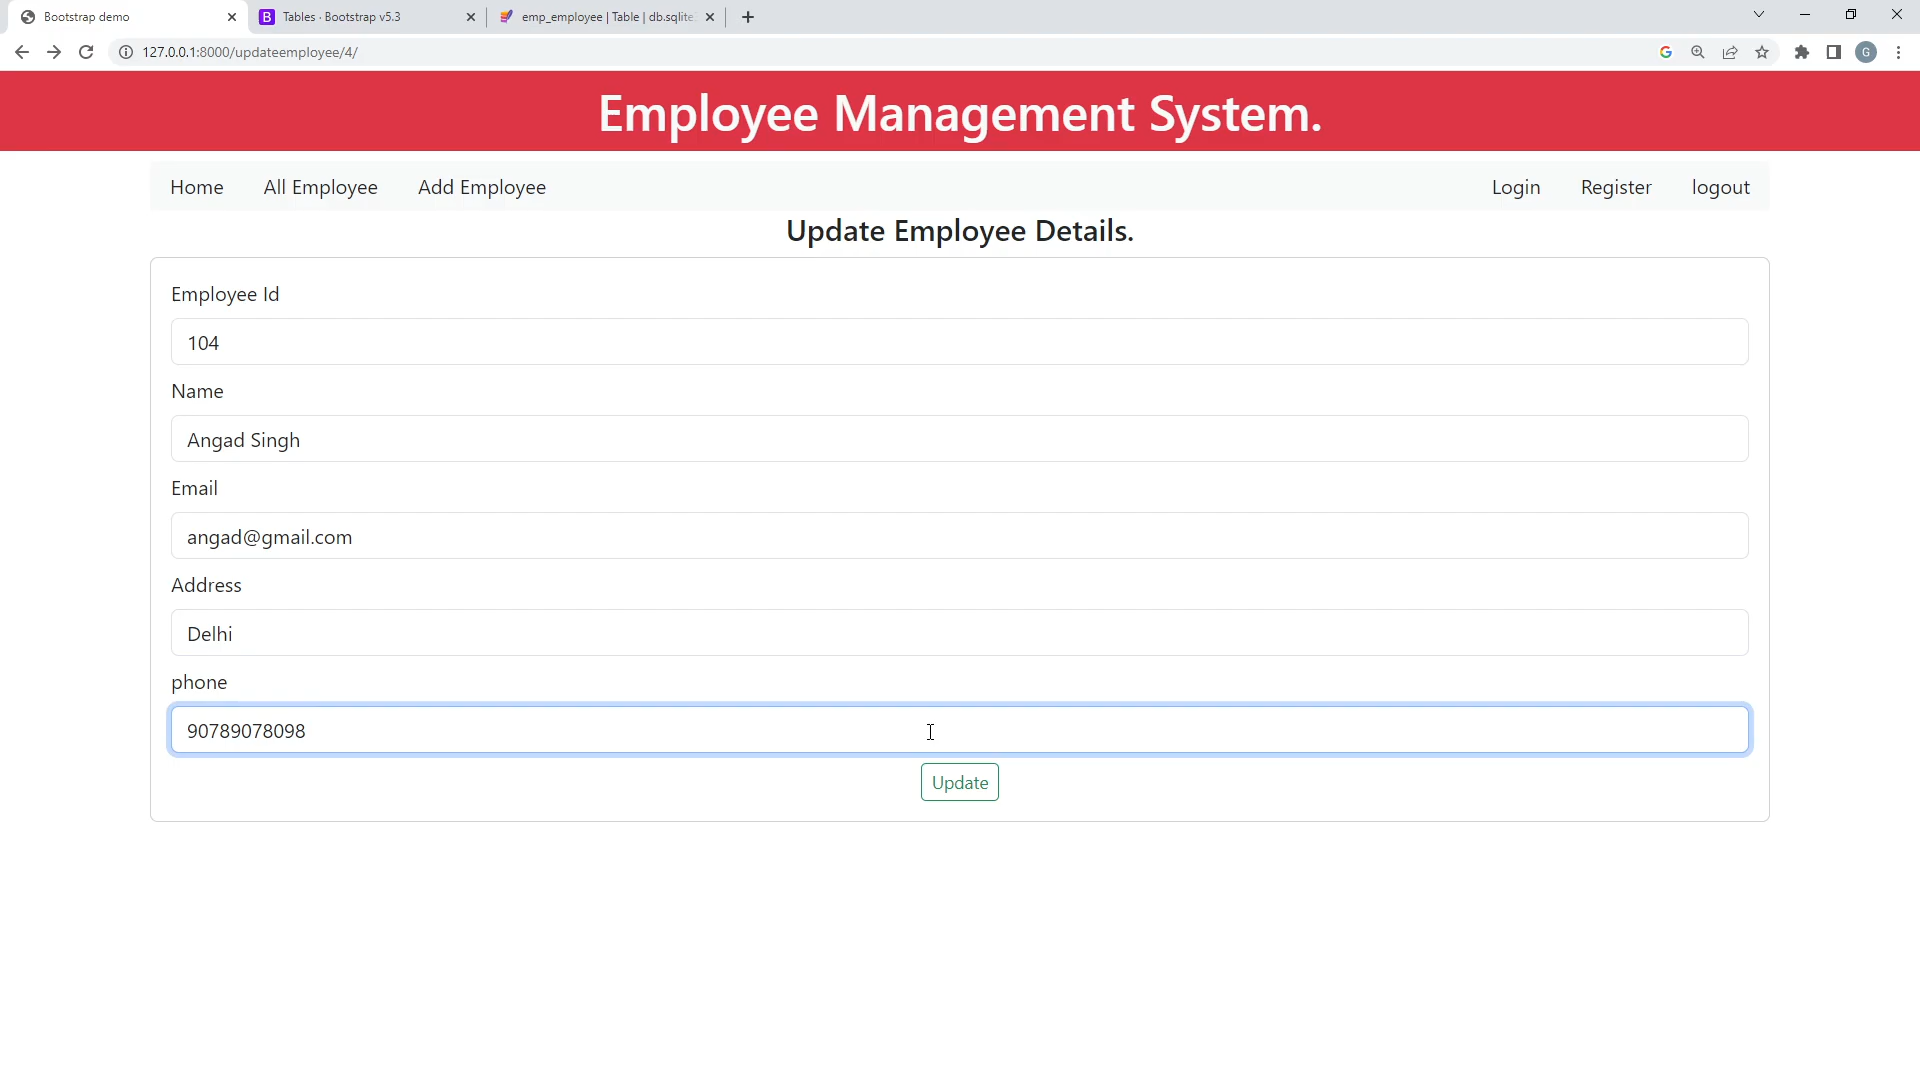 Bootstrap demo
Tables · Bootstrap v5.3
emp_employee | Table | db.sqlite
127.0.0.1:8000/updateemployee/4/
G
Employee Management System.
Home All Employee Add Employee Login Register logout
Update Employee Details.
Employee Id
104
Name
Angad Singh
Email
angad@gmail.com
Address
Delhi
phone
90789078098
Update